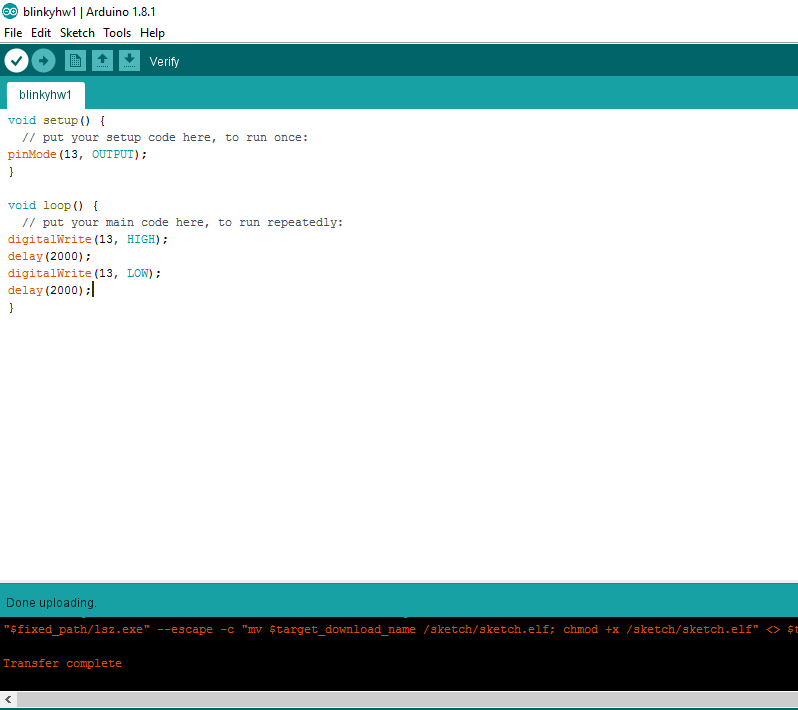 blinkyhw1 | Arduino 1.8.1
File Edit Sketch Tools Help
Verify
blinkyhw1
void setup() {
  // put your setup code here, to run once:
pinMode(13, OUTPUT);
}

void loop() {
  // put your main code here, to run repeatedly:
digitalWrite(13, HIGH);
delay(2000);
digitalWrite(13, LOW);
delay(2000);
}
Done uploading.
"$fixed_path/lsz.exe" --escape -c "mv $target_download_name /sketch/sketch.elf; chmod +x /sketch/sketch.elf" <> $t
Transfer complete